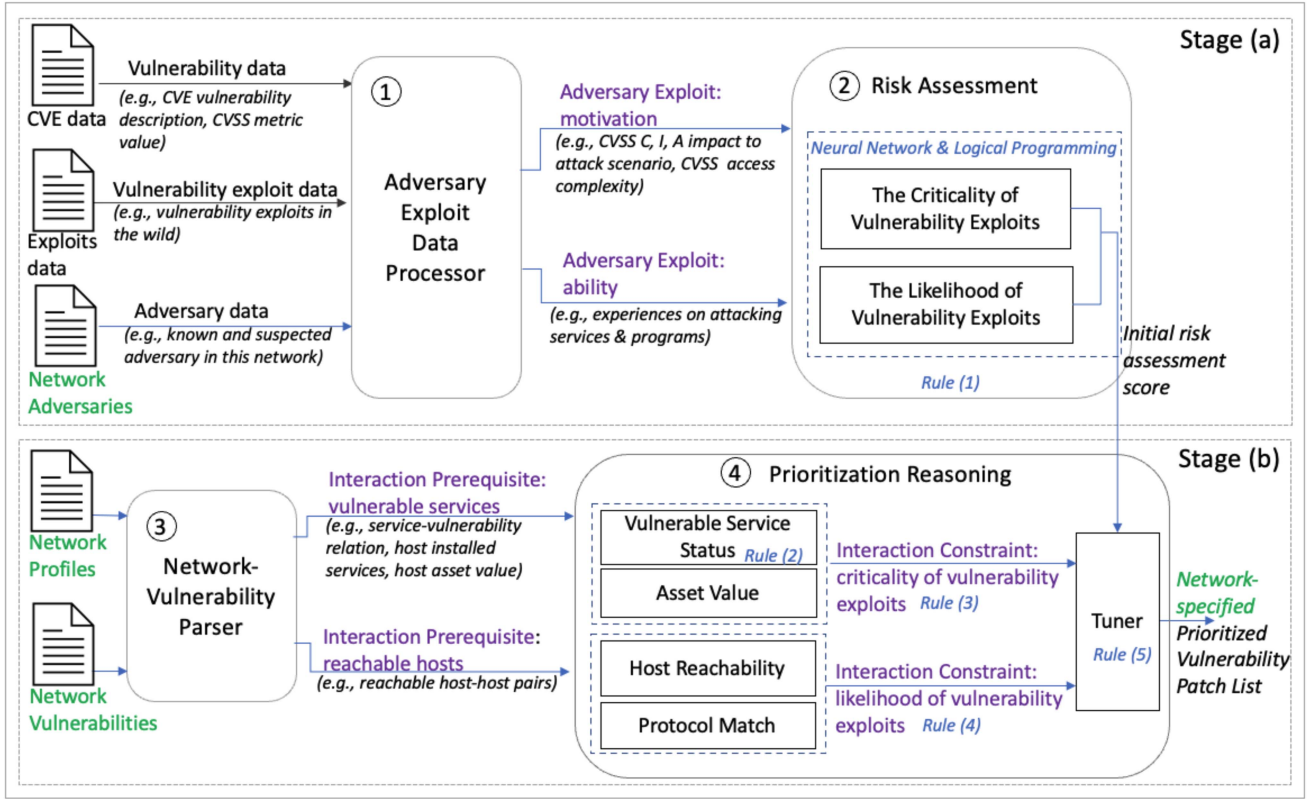 Stage (a)
CVE data
Vulnerability data
(e.g., CVE vulnerability
description, CVSS metric
value)
Exploits
data
Vulnerability exploit data
(e.g., vulnerability exploits in
the wild)
Network
Adversaries
Adversary data
(e.g., known and suspected
adversary in this network)
1
Adversary
Exploit
Data
Processor
Adversary Exploit:
motivation
(e.g., CVSS C, I, A impact to
attack scenario, CVSS access
complexity)
Adversary Exploit:
ability
(e.g., experiences on attacking
services & programs)
2 Risk Assessment
Neural Network & Logical Programming
The Criticality of
Vulnerability Exploits
The Likelihood of
Vulnerability Exploits
Rule (1)
Initial risk
assessment
score
Stage (b)
Network
Profiles
Network
Vulnerabilities
3
Network-
Vulnerability
Parser
Interaction Prerequisite:
vulnerable services
(e.g., service-vulnerability
relation, host installed
services, host asset value)
Interaction Prerequisite:
reachable hosts
(e.g., reachable host-host pairs)
4 Prioritization Reasoning
Vulnerable Service
Status Rule (2)
Asset Value
Host Reachability
Protocol Match
Interaction Constraint:
criticality of vulnerability
exploits Rule (3)
Interaction Constraint:
likelihood of vulnerability
exploits Rule (4)
Tuner
Rule (5)
Network-
specified
Prioritized
Vulnerability
Patch List